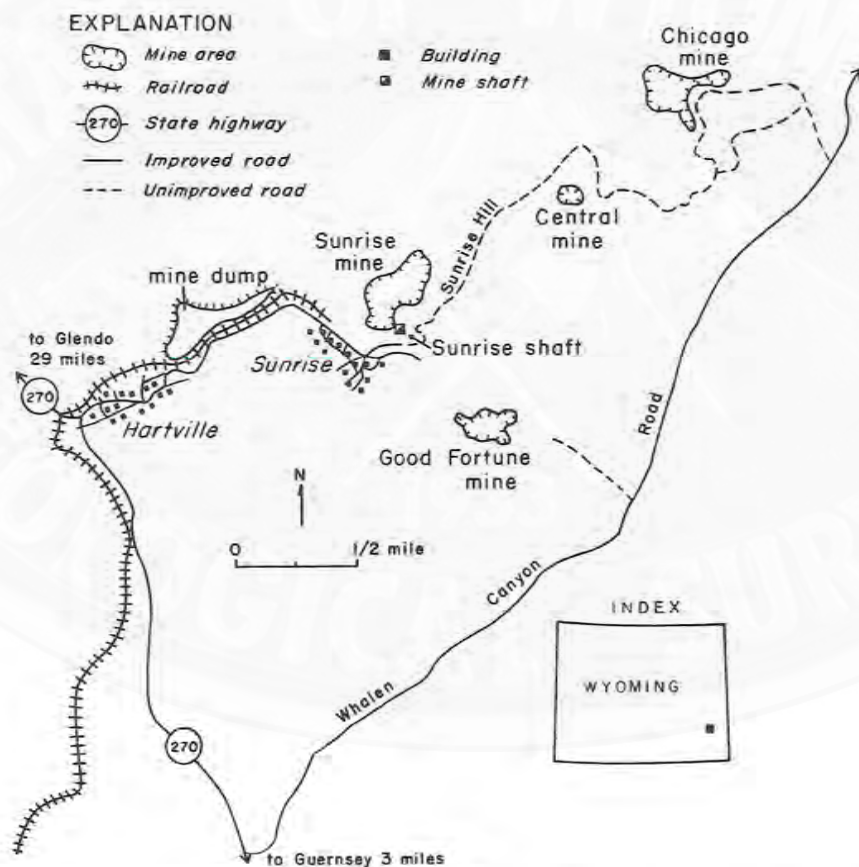 EXPLANATION
Mine area
Railroad
270 State highway
Improved road
Unimproved road
Building
Mine shaft
Chicago
mine
Sunrise Hill
Central
mine
Sunrise
mine
mine dump
to Glendo
29 miles
270
Sunrise
Sunrise shaft
Hartville
Good Fortune
mine
Road
N
0 1/2 mile
Canyon
INDEX
WYOMING
Whalen
270
to Guernsey 3 miles